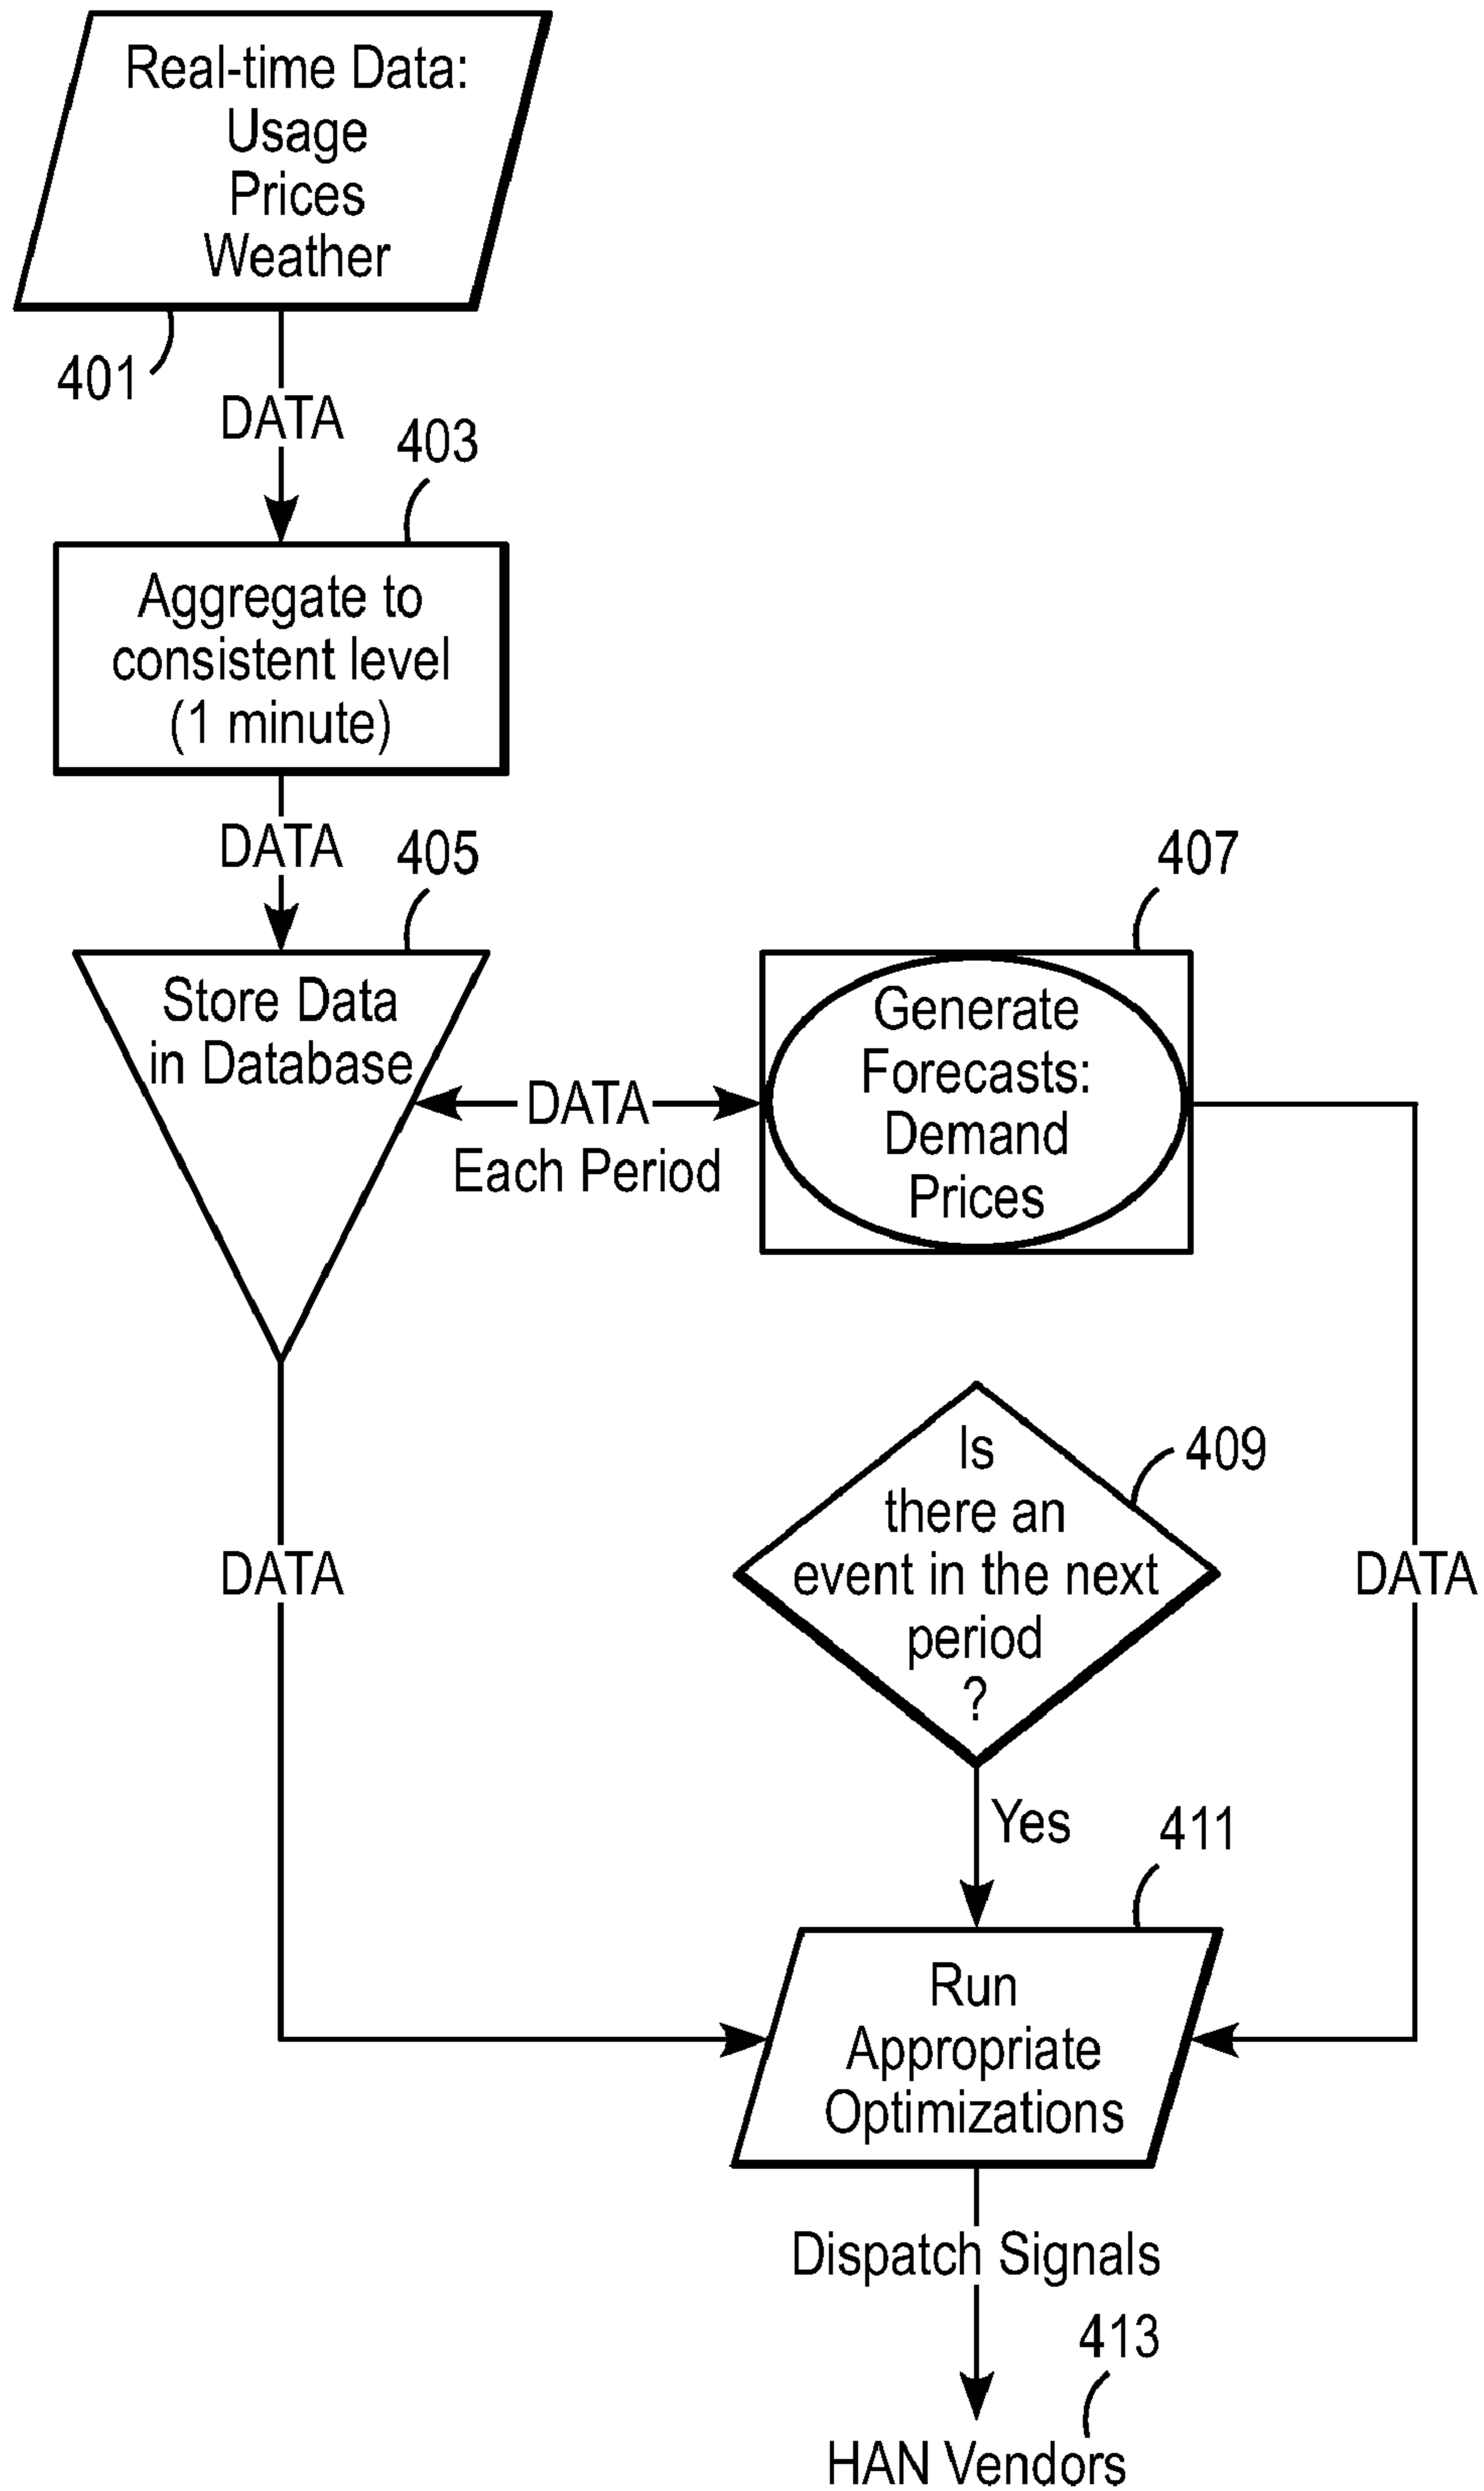 Real-time Data:
Usage
Prices
Weather
401
DATA
403
Aggregate to
consistent level
(1 minute)
DATA
405
407
Store Data
in Database
Generate
Forecasts:
Demand
Prices
DATA
Each Period
Is
there an
event in the next
period
?
409
DATA
DATA
Yes
411
Run
Appropriate
Optimizations
Dispatch Signals
413
HAN Vendors